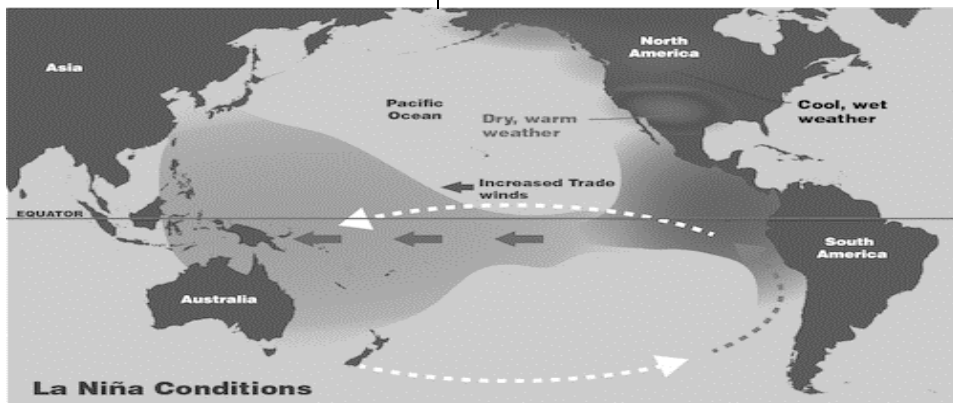 Asia
North
America
Pacific
Ocean
Cool, wet
weather
Dry, warm
weather
Increased Trade
winds
EQUATOR
South
America
Australia
La Niña Conditions